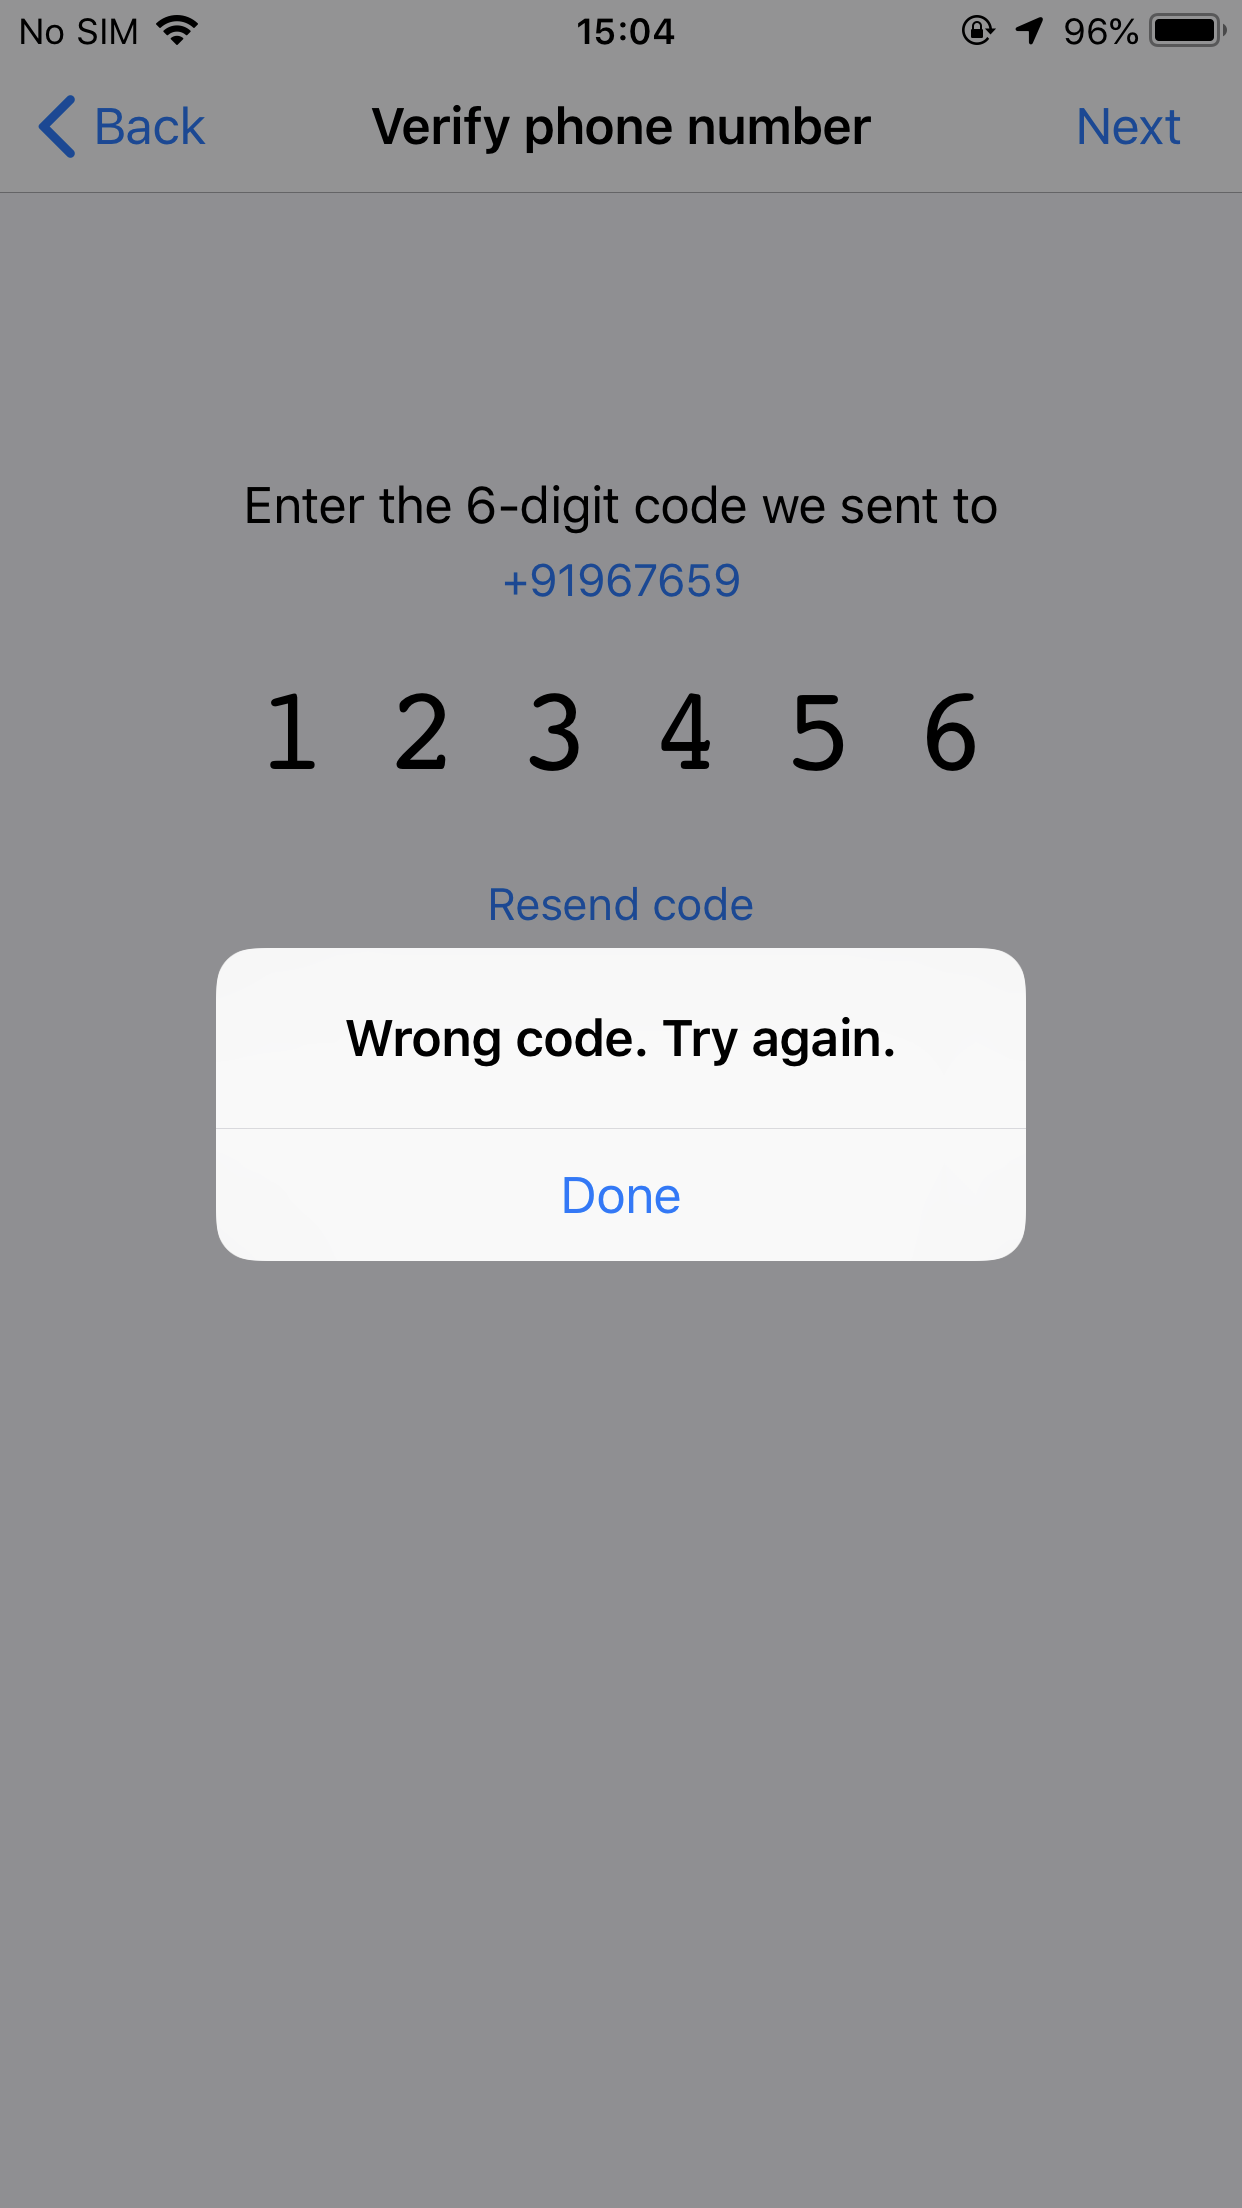 No SIM 15:04 96%
Back Verify phone number Next
Enter the 6-digit code we sent to
+91967659
1 2 3 4 5 6
Resend code
Wrong code. Try again.
Done